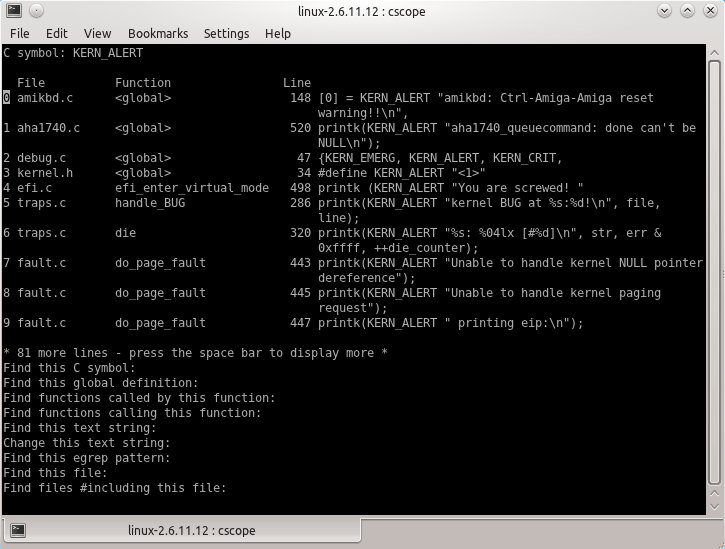 linux-2.6.11.12 : cscope
File Edit View Bookmarks Settings Help
C symbol: KERN_ALERT
File Function Line
0 amikbd.c <global> 148 [0] = KERN_ALERT "amikbd: Ctrl-Amiga-Amiga reset
warning!!\n",
1 aha1740.c <global> 520 printk(KERN_ALERT "aha1740_queuecommand: done can't be
NULL\n");
2 debug.c <global> 47 {KERN_EMERG, KERN_ALERT, KERN_CRIT,
3 kernel.h <global> 34 #define KERN_ALERT "<1>"
4 efi.c efi_enter_virtual_mode 498 printk (KERN_ALERT "You are screwed! "
5 traps.c handle_BUG 286 printk(KERN_ALERT "kernel BUG at %s:%d!\n", file,
line);
6 traps.c die 320 printk(KERN_ALERT "%s: %04lx [#%d]\n", str, err &
0xffff, ++die_counter);
7 fault.c do_page_fault 443 printk(KERN_ALERT "Unable to handle kernel NULL pointer
dereference");
8 fault.c do_page_fault 445 printk(KERN_ALERT "Unable to handle kernel paging
request");
9 fault.c do_page_fault 447 printk(KERN_ALERT " printing eip:\n");
* 81 more lines - press the space bar to display more *
Find this C symbol:
Find this global definition:
Find functions called by this function:
Find functions calling this function:
Find this text string:
Change this text string:
Find this egrep pattern:
Find this file:
Find files #including this file:
linux-2.6.11.12 : cscope